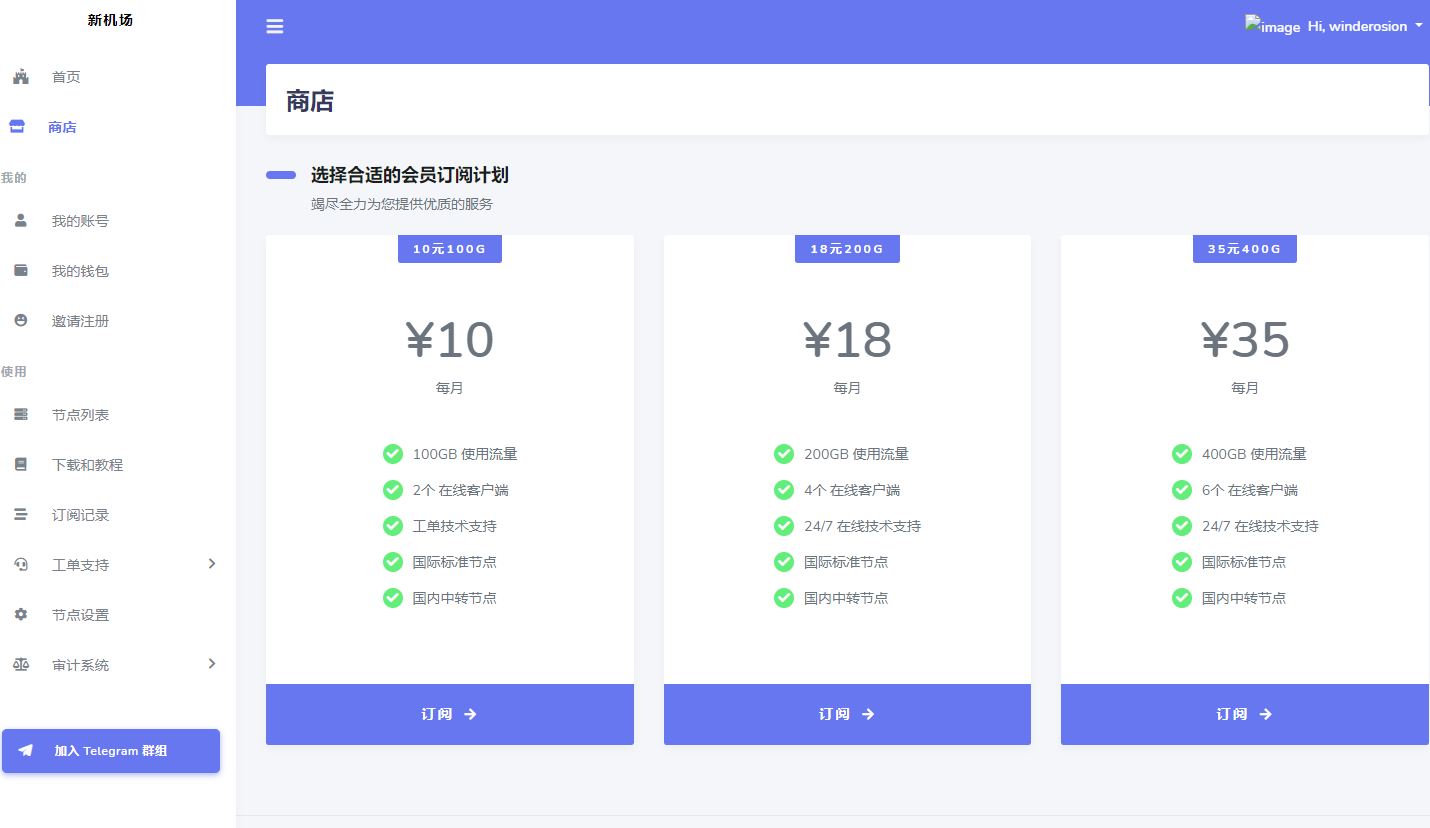 新机场
首页
商店
我的
我的账号
我的钱包
邀请注册
使用
节点列表
下载和教程
订阅记录
工单支持
节点设置
审计系统
加入 Telegram 群组
image Hi, winderosion
商店
选择合适的会员订阅计划
竭尽全力为您提供优质的服务
10元100G
¥10
每月
100GB 使用流量
2个 在线客户端
工单技术支持
国际标准节点
国内中转节点
订阅
18元200G
¥18
每月
200GB 使用流量
4个 在线客户端
24/7 在线技术支持
国际标准节点
国内中转节点
订阅
35元400G
¥35
每月
400GB 使用流量
6个 在线客户端
24/7 在线技术支持
国际标准节点
国内中转节点
订阅